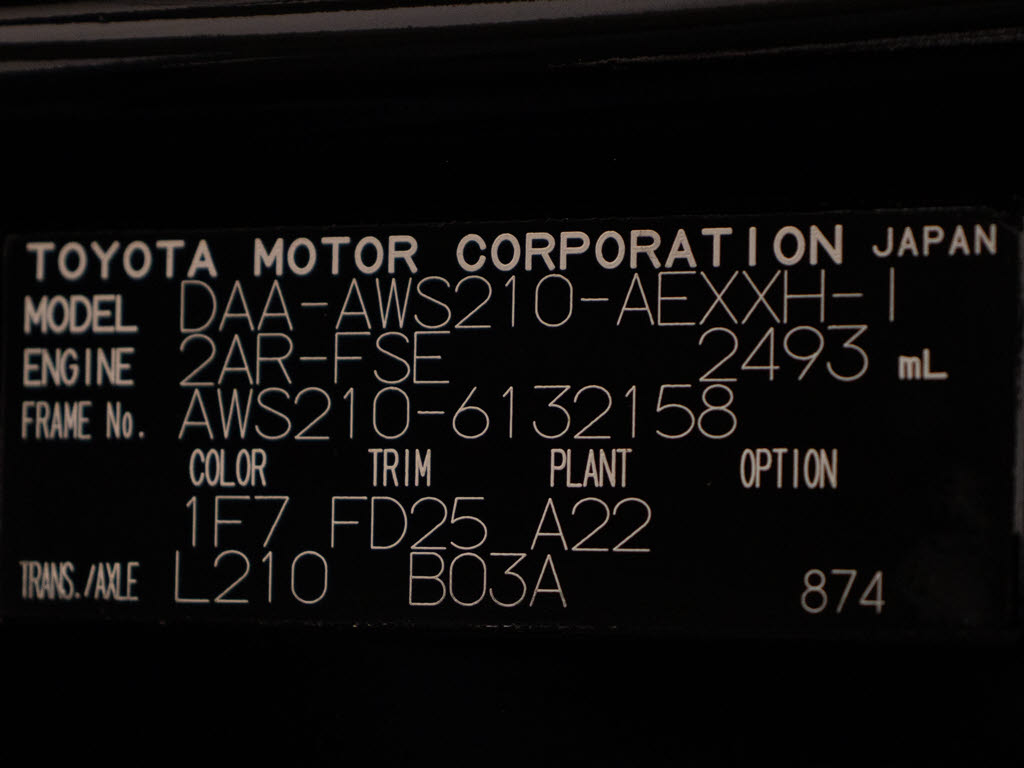 TOYOTA MOTOR CORPORATION JAPAN
MODEL DAA-AWS210-AEXXH-I
ENGINE 2AR-FSE 2493 mL
FRAME No. AWS210-6132158
COLOR TRIM PLANT OPTION
1F7 FD25 A22
TRANS./AXLE L210 B03A 874